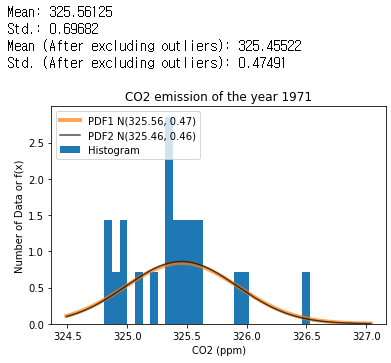 Mean: 325.56125
Std.: 0.69682
Mean (After excluding outliers): 325.45522
Std. (After excluding outliers): 0.47491
CO2 emission of the year 1971
PDF1 N(325.56, 0.47)
PDF2 N(325.46, 0.46)
Histogram
Number of Data or f(x)
2.5
2.0
1.5
1.0
0.5
0.0
324.5 325.0 325.5 326.0 326.5 327.0
CO2 (ppm)